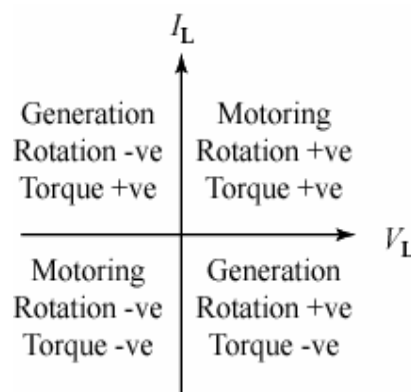 I_L
Generation
Rotation -ve
Torque +ve
Motoring
Rotation +ve
Torque +ve
V_L
Motoring
Rotation -ve
Torque -ve
Generation
Rotation +ve
Torque -ve